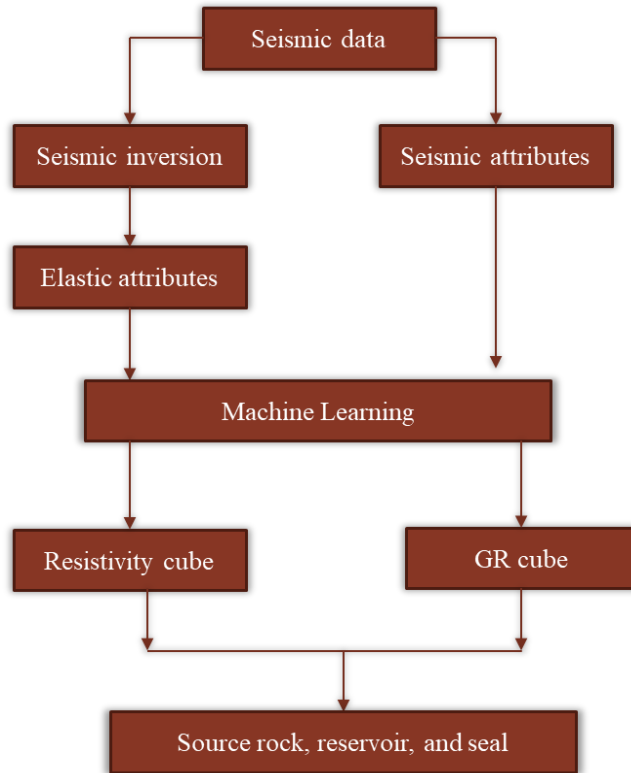 Seismic data
Seismic inversion
Seismic attributes
Elastic attributes
Machine Learning
Resistivity cube
GR cube
Source rock, reservoir, and seal